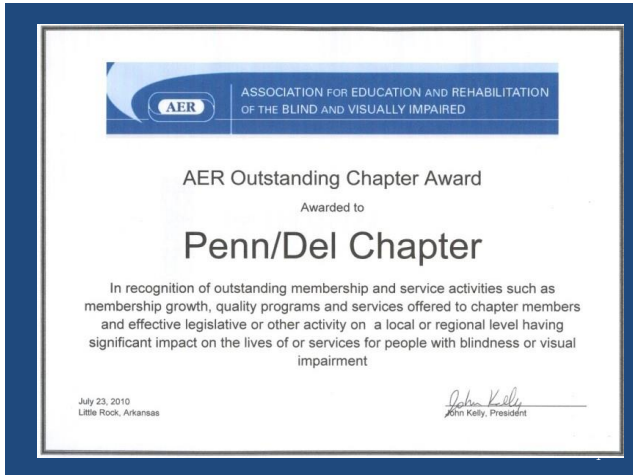 AER
ASSOCIATION FOR EDUCATION AND REHABILITATION
OF THE BLIND AND VISUALLY IMPAIRED
AER Outstanding Chapter Award
Awarded to
Penn/Del Chapter
In recognition of outstanding membership and service activities such as
membership growth, quality programs and services offered to chapter members
and effective legislative or other activity on a local or regional level having
significant impact on the lives of or services for people with blindness or visual
impairment
July 23, 2010
Little Rock, Arkansas
John Kelly
John Kelly, President